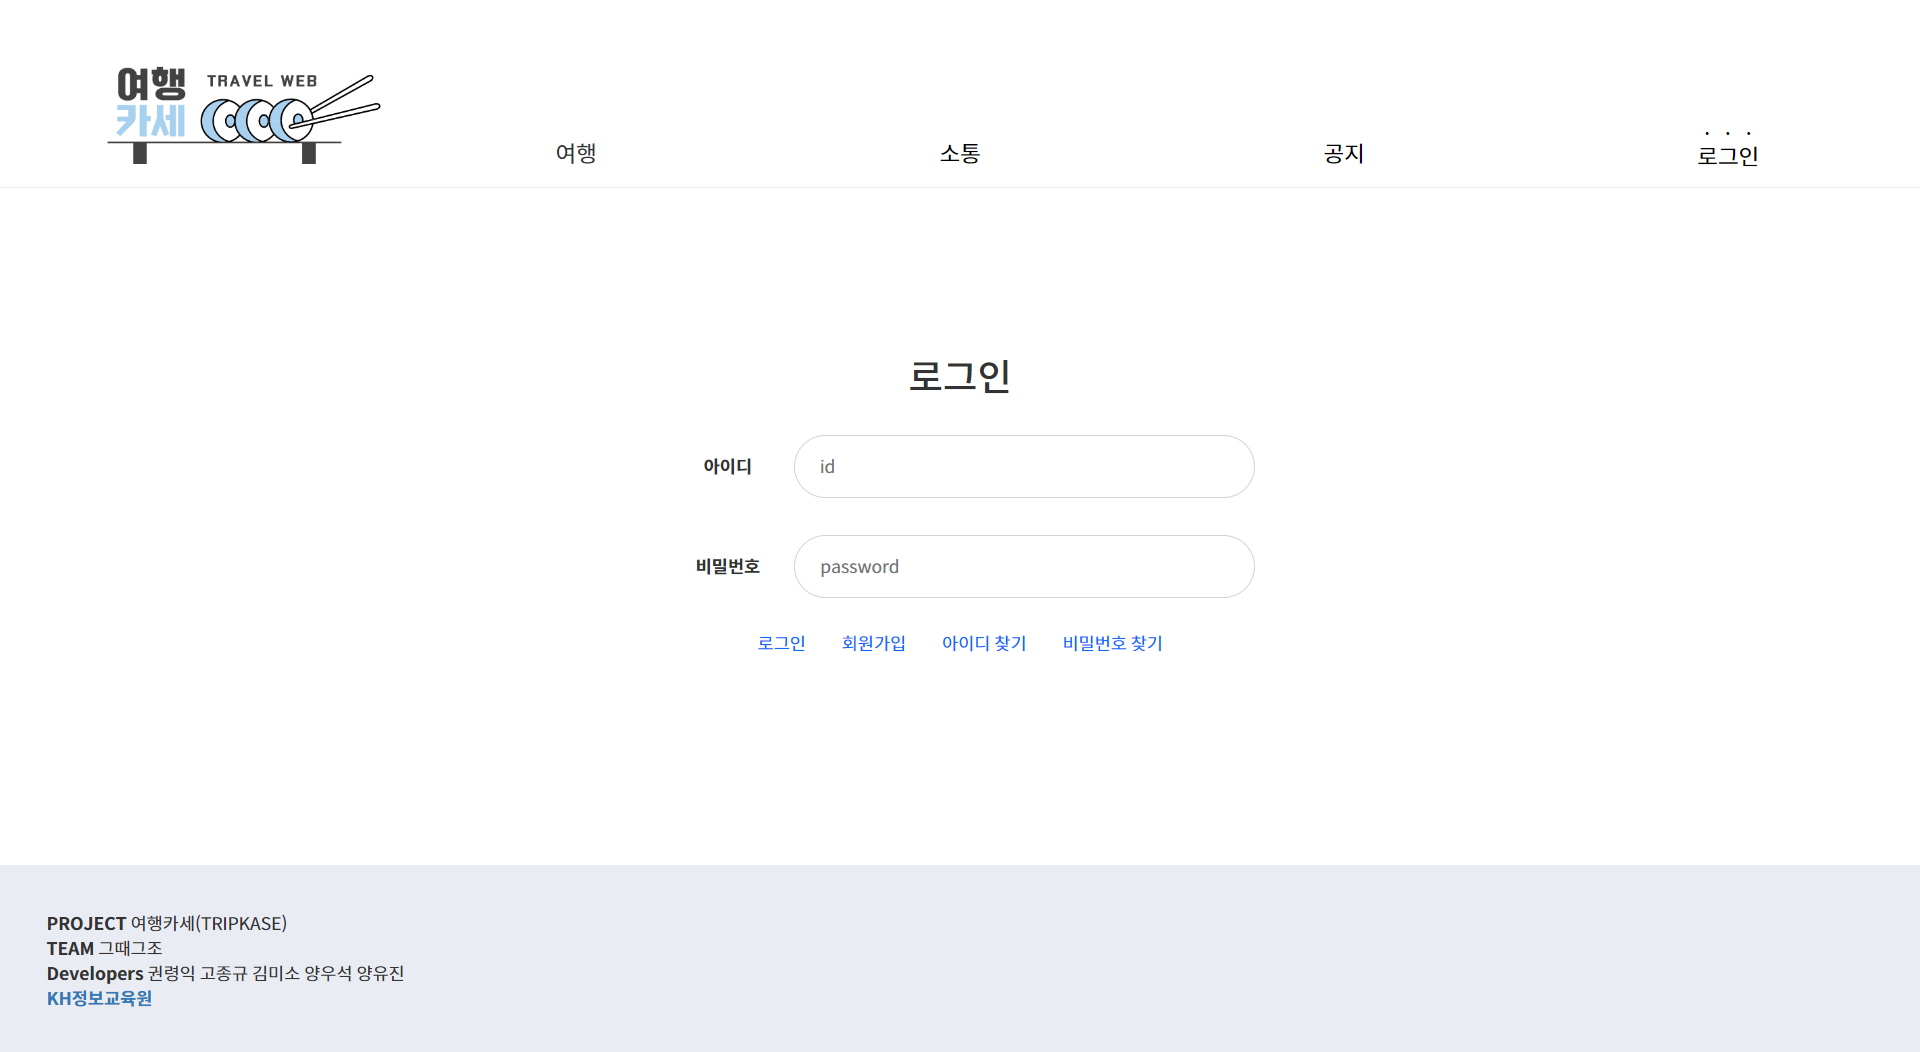 여행 TRAVEL WEB
카세
여행 소통 공지 로그인
로그인
아이디 id
비밀번호 password
로그인 회원가입 아이디 찾기 비밀번호 찾기
PROJECT 여행카세(TRIPKASE)
TEAM 그때그조
Developers 권령익 고종규 김미소 양우석 양유진
KH정보교육원